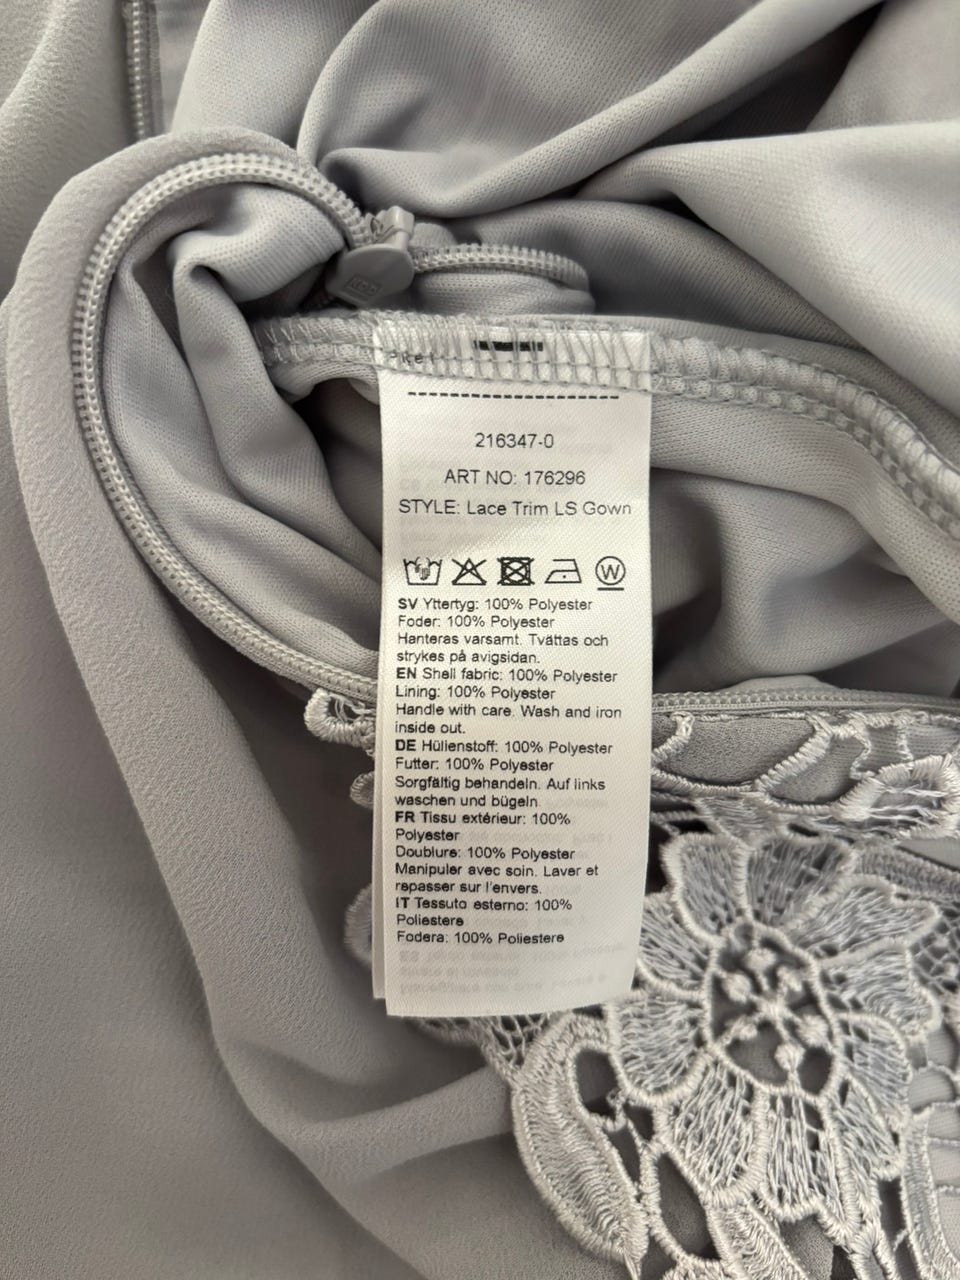 216347-0
ART NO: 176296
STYLE: Lace Trim LS Gown
W
SV Yttertyg: 100% Polyester
Foder: 100% Polyester
Hanteras varsamt. Tvättas och
strykes på avigsidan.
EN Shell fabric: 100% Polyester
Lining: 100% Polyester
Handle with care. Wash and iron
inside out.
DE Hüllenstoff: 100% Polyester
Futter: 100% Polyester
Sorgfältig behandeln. Auf links
waschen und bügeln.
FR Tissu extérieur: 100%
Polyester
Doublure: 100% Polyester
Manipuler avec soin. Laver et
repasser sur l'envers.
IT Tessuto esterno: 100%
Poliestere
Fodera: 100% Poliestere